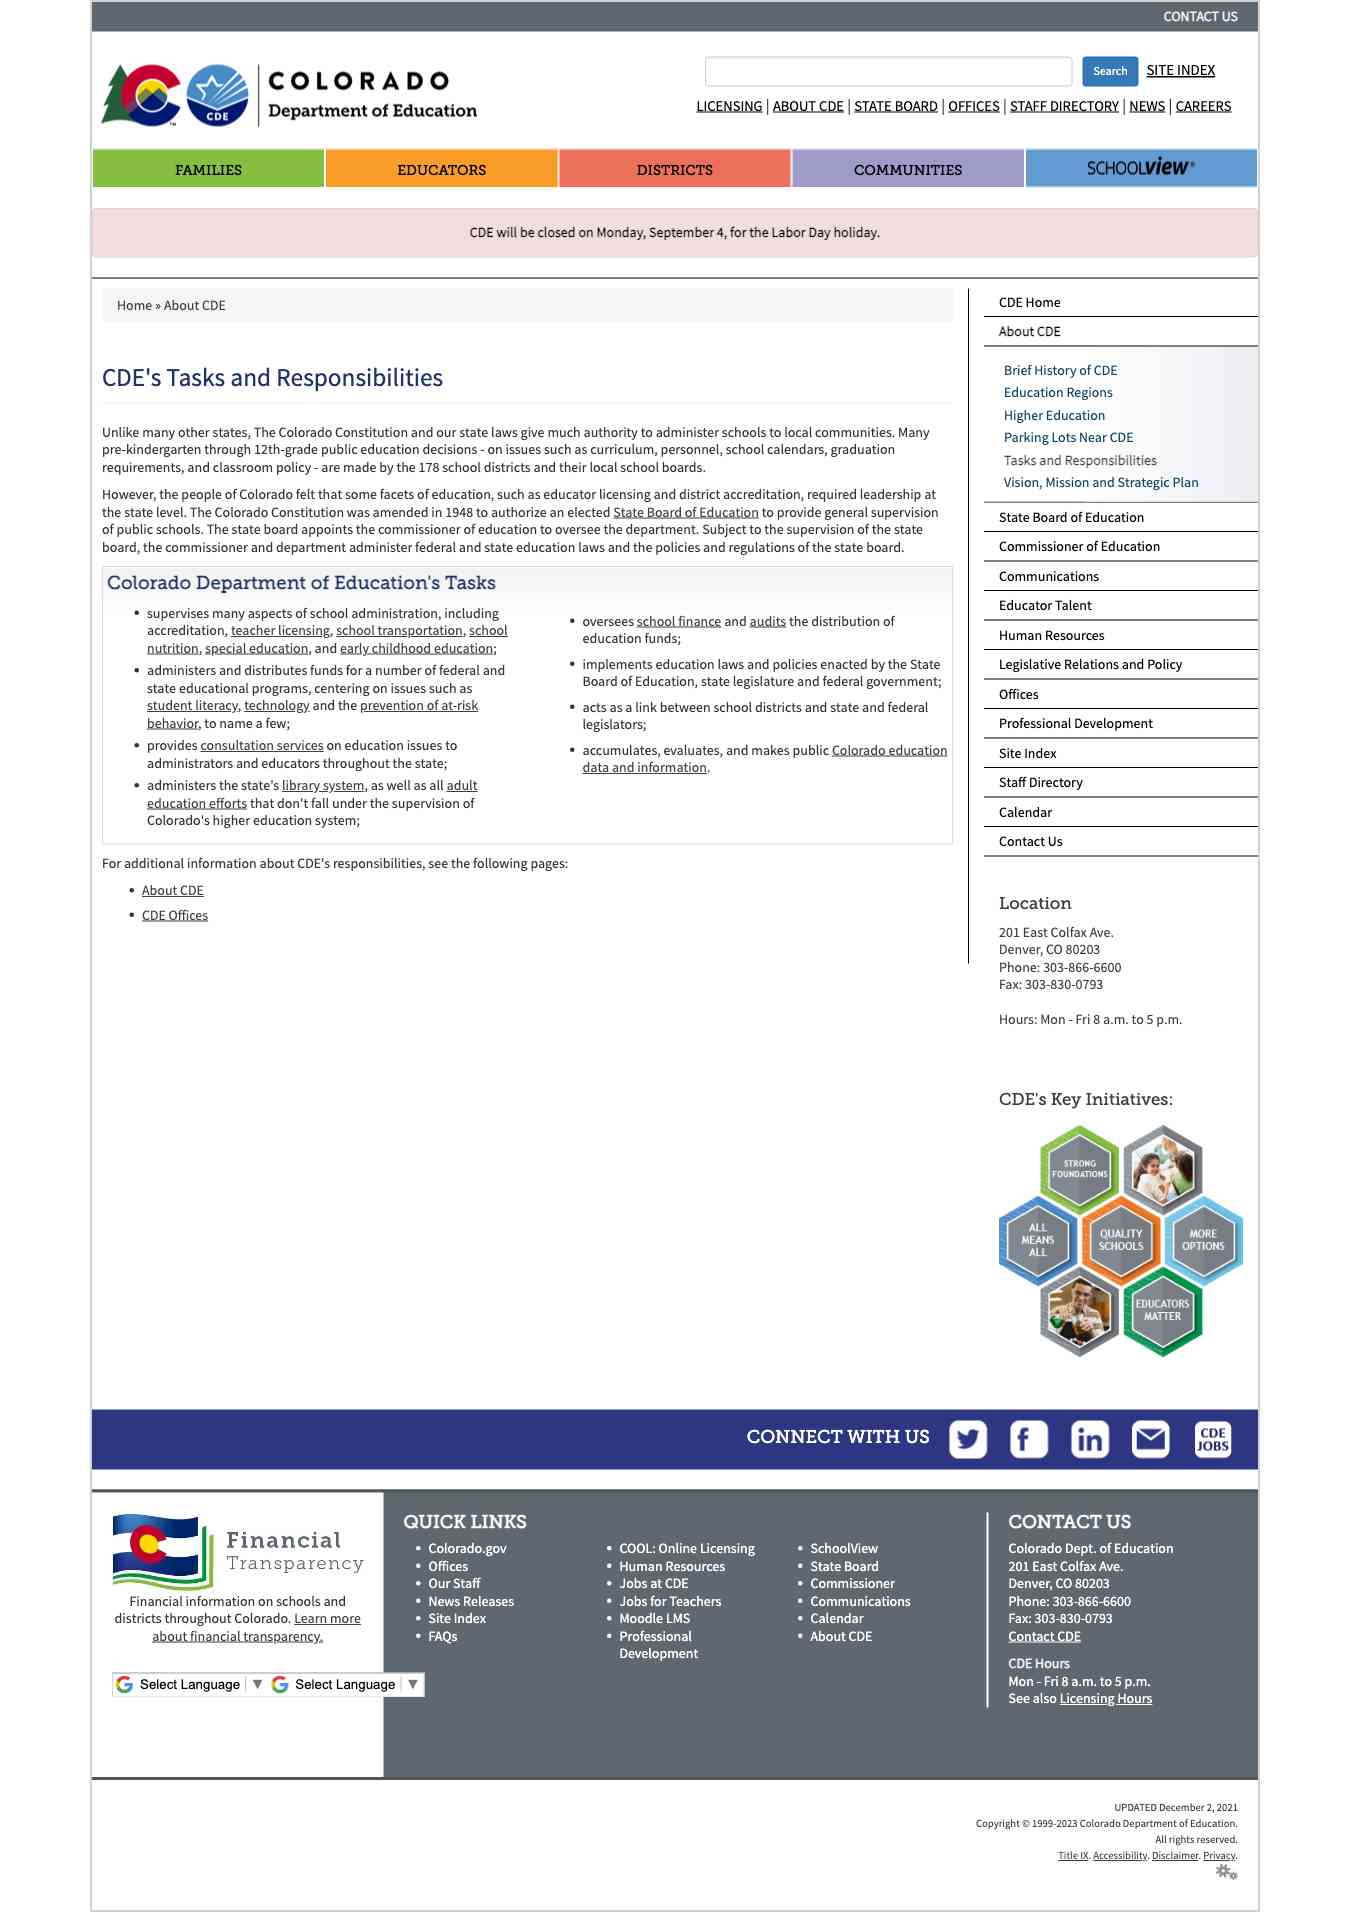 CONTACT US
COLORADO
Department of Education
CDE
TM
Search
SITE INDEX
LICENSING | ABOUT CDE | STATE BOARD | OFFICES | STAFF DIRECTORY | NEWS | CAREERS
FAMILIES
EDUCATORS
DISTRICTS
COMMUNITIES
SCHOOLVIEW®
CDE will be closed on Monday, September 4, for the Labor Day holiday.
Home » About CDE
CDE's Tasks and Responsibilities
Unlike many other states, The Colorado Constitution and our state laws give much authority to administer schools to local communities. Many
pre-kindergarten through 12th-grade public education decisions - on issues such as curriculum, personnel, school calendars, graduation
requirements, and classroom policy - are made by the 178 school districts and their local school boards.
However, the people of Colorado felt that some facets of education, such as educator licensing and district accreditation, required leadership at
the state level. The Colorado Constitution was amended in 1948 to authorize an elected State Board of Education to provide general supervision
of public schools. The state board appoints the commissioner of education to oversee the department. Subject to the supervision of the state
board, the commissioner and department administer federal and state education laws and the policies and regulations of the state board.
Colorado Department of Education's Tasks
• supervises many aspects of school administration, including
accreditation, teacher licensing, school transportation, school
nutrition, special education, and early childhood education;
• administers and distributes funds for a number of federal and
state educational programs, centering on issues such as
student literacy, technology and the prevention of at-risk
behavior, to name a few;
• provides consultation services on education issues to
administrators and educators throughout the state;
• administers the state's library system, as well as all adult
education efforts that don't fall under the supervision of
Colorado's higher education system;
• oversees school finance and audits the distribution of
education funds;
• implements education laws and policies enacted by the State
Board of Education, state legislature and federal government;
• acts as a link between school districts and state and federal
legislators;
• accumulates, evaluates, and makes public Colorado education
data and information.
For additional information about CDE's responsibilities, see the following pages:
• About CDE
• CDE Offices
CDE Home
About CDE
Brief History of CDE
Education Regions
Higher Education
Parking Lots Near CDE
Tasks and Responsibilities
Vision, Mission and Strategic Plan
State Board of Education
Commissioner of Education
Communications
Educator Talent
Human Resources
Legislative Relations and Policy
Offices
Professional Development
Site Index
Staff Directory
Calendar
Contact Us
Location
201 East Colfax Ave.
Denver, CO 80203
Phone: 303-866-6600
Fax: 303-830-0793
Hours: Mon - Fri 8 a.m. to 5 p.m.
CDE's Key Initiatives:
STRONG
FOUNDATIONS
ALL
MEANS
ALL
QUALITY
SCHOOLS
MORE
OPTIONS
EDUCATORS
MATTER
CONNECT WITH US
CDE
JOBS
Financial
Transparency
Financial information on schools and
districts throughout Colorado. Learn more
about financial transparency.
Select Language ▼
Select Language ▼
QUICK LINKS
• Colorado.gov
• Offices
• Our Staff
• News Releases
• Site Index
• FAQs
• COOL: Online Licensing
• Human Resources
• Jobs at CDE
• Jobs for Teachers
• Moodle LMS
• Professional
Development
• SchoolView
• State Board
• Commissioner
• Communications
• Calendar
• About CDE
CONTACT US
Colorado Dept. of Education
201 East Colfax Ave.
Denver, CO 80203
Phone: 303-866-6600
Fax: 303-830-0793
Contact CDE
CDE Hours
Mon - Fri 8 a.m. to 5 p.m.
See also Licensing Hours
UPDATED December 2, 2021
Copyright © 1999-2023 Colorado Department of Education.
All rights reserved.
Title IX. Accessibility. Disclaimer. Privacy.